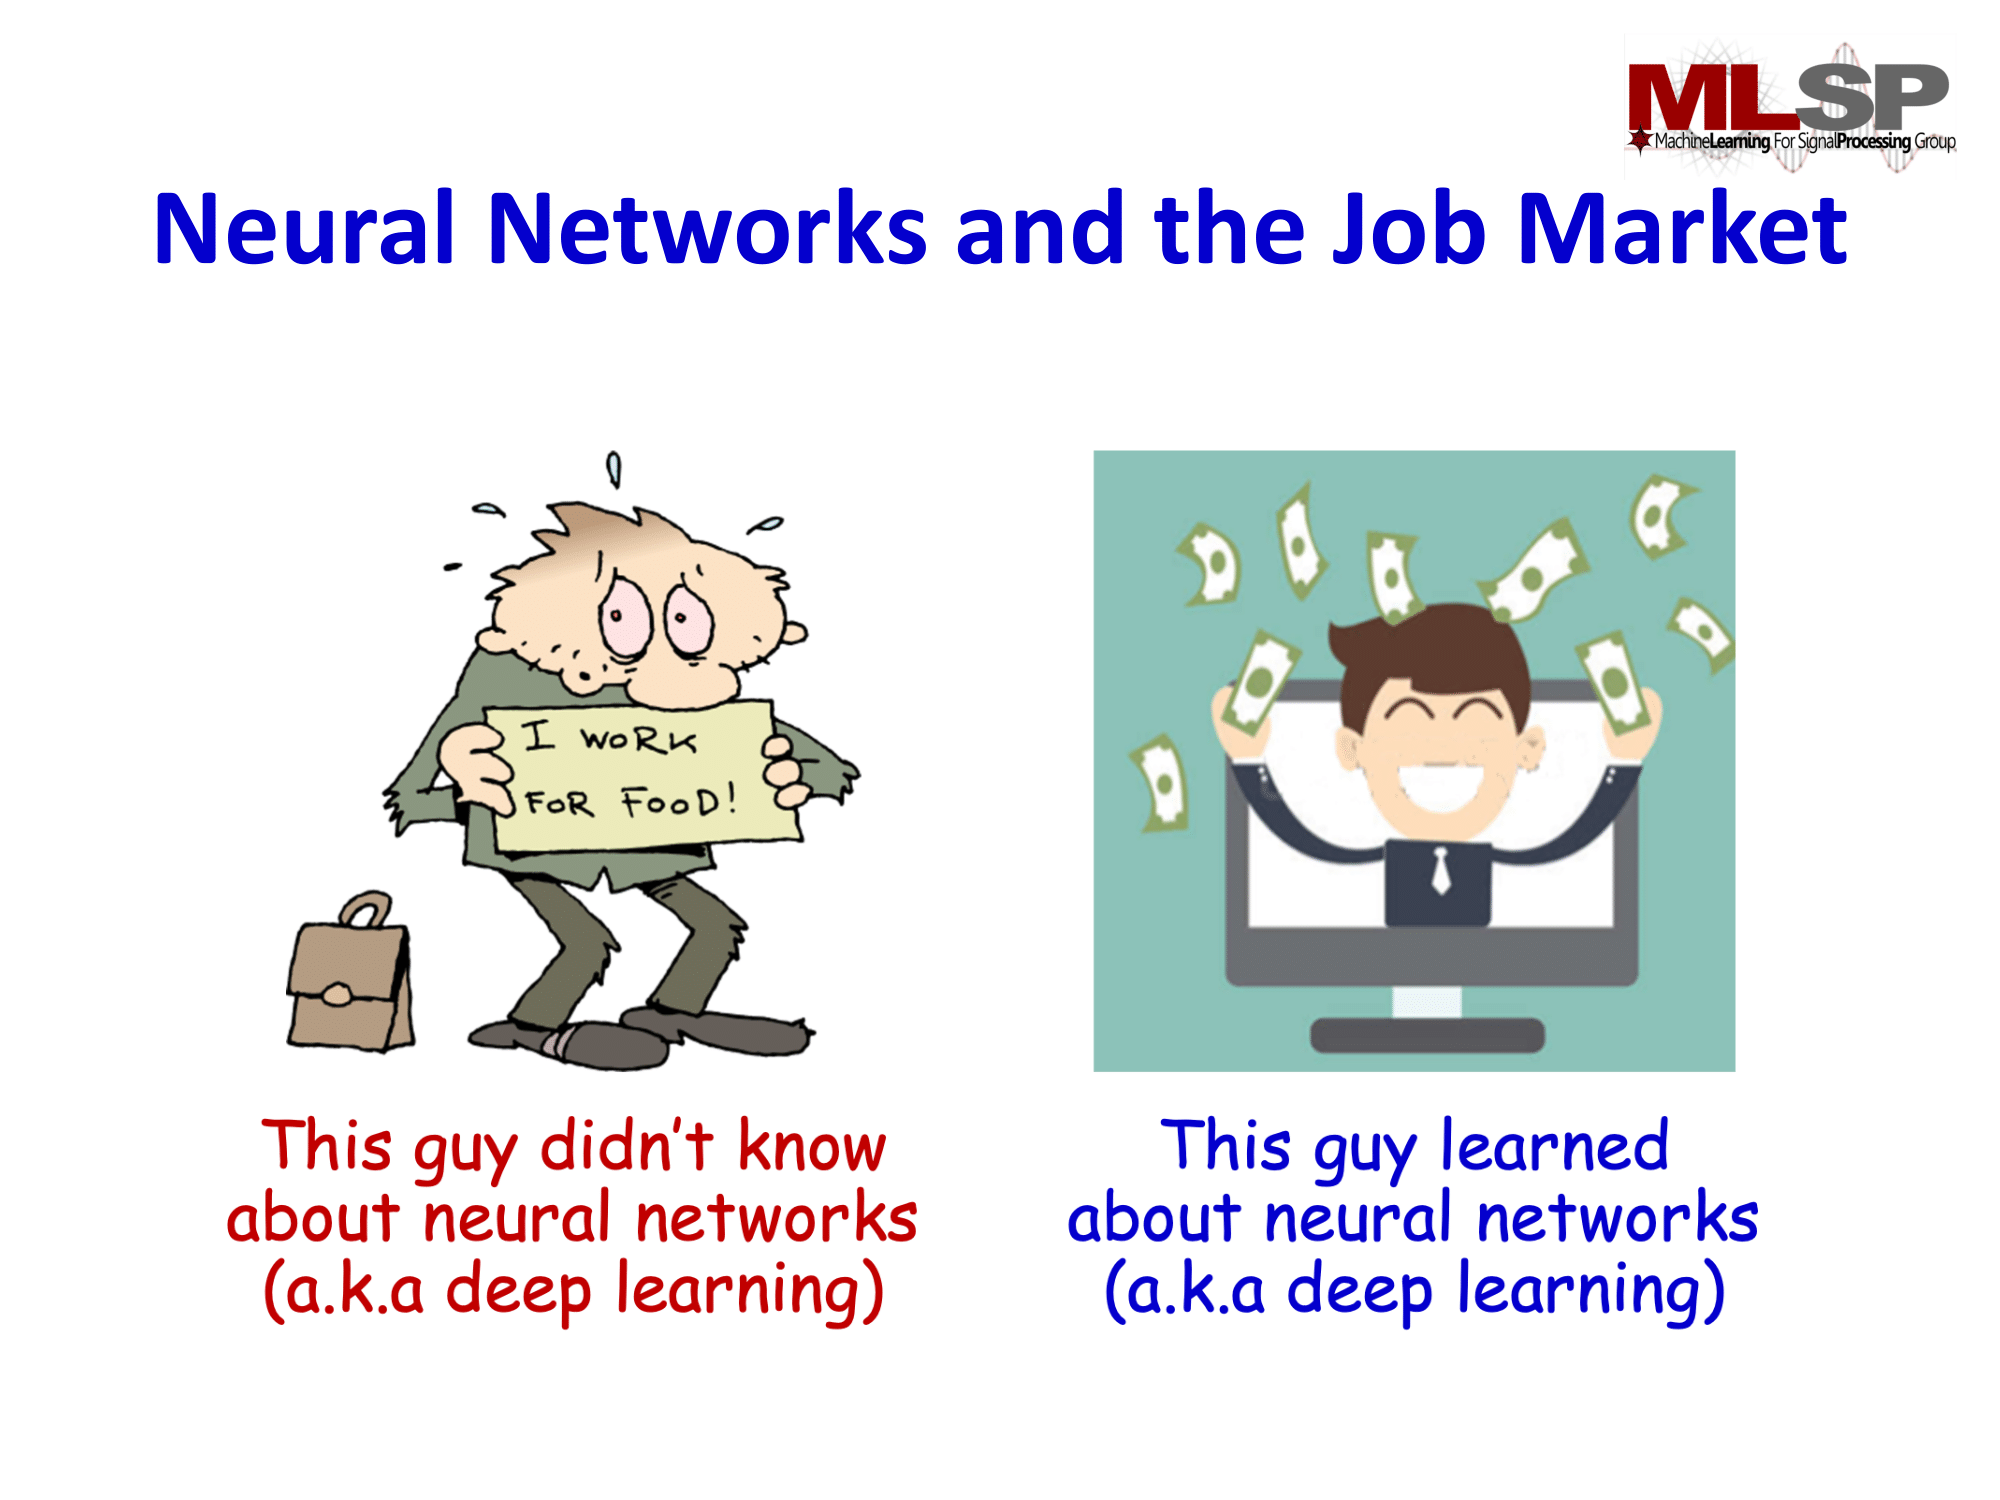 MLSP
MachineLearning For SignalProcessing Group
Neural Networks and the Job Market
I WORK
FOR FOOD!
This guy didn't know
about neural networks
(a.k.a deep learning)
This guy learned
about neural networks
(a.k.a deep learning)